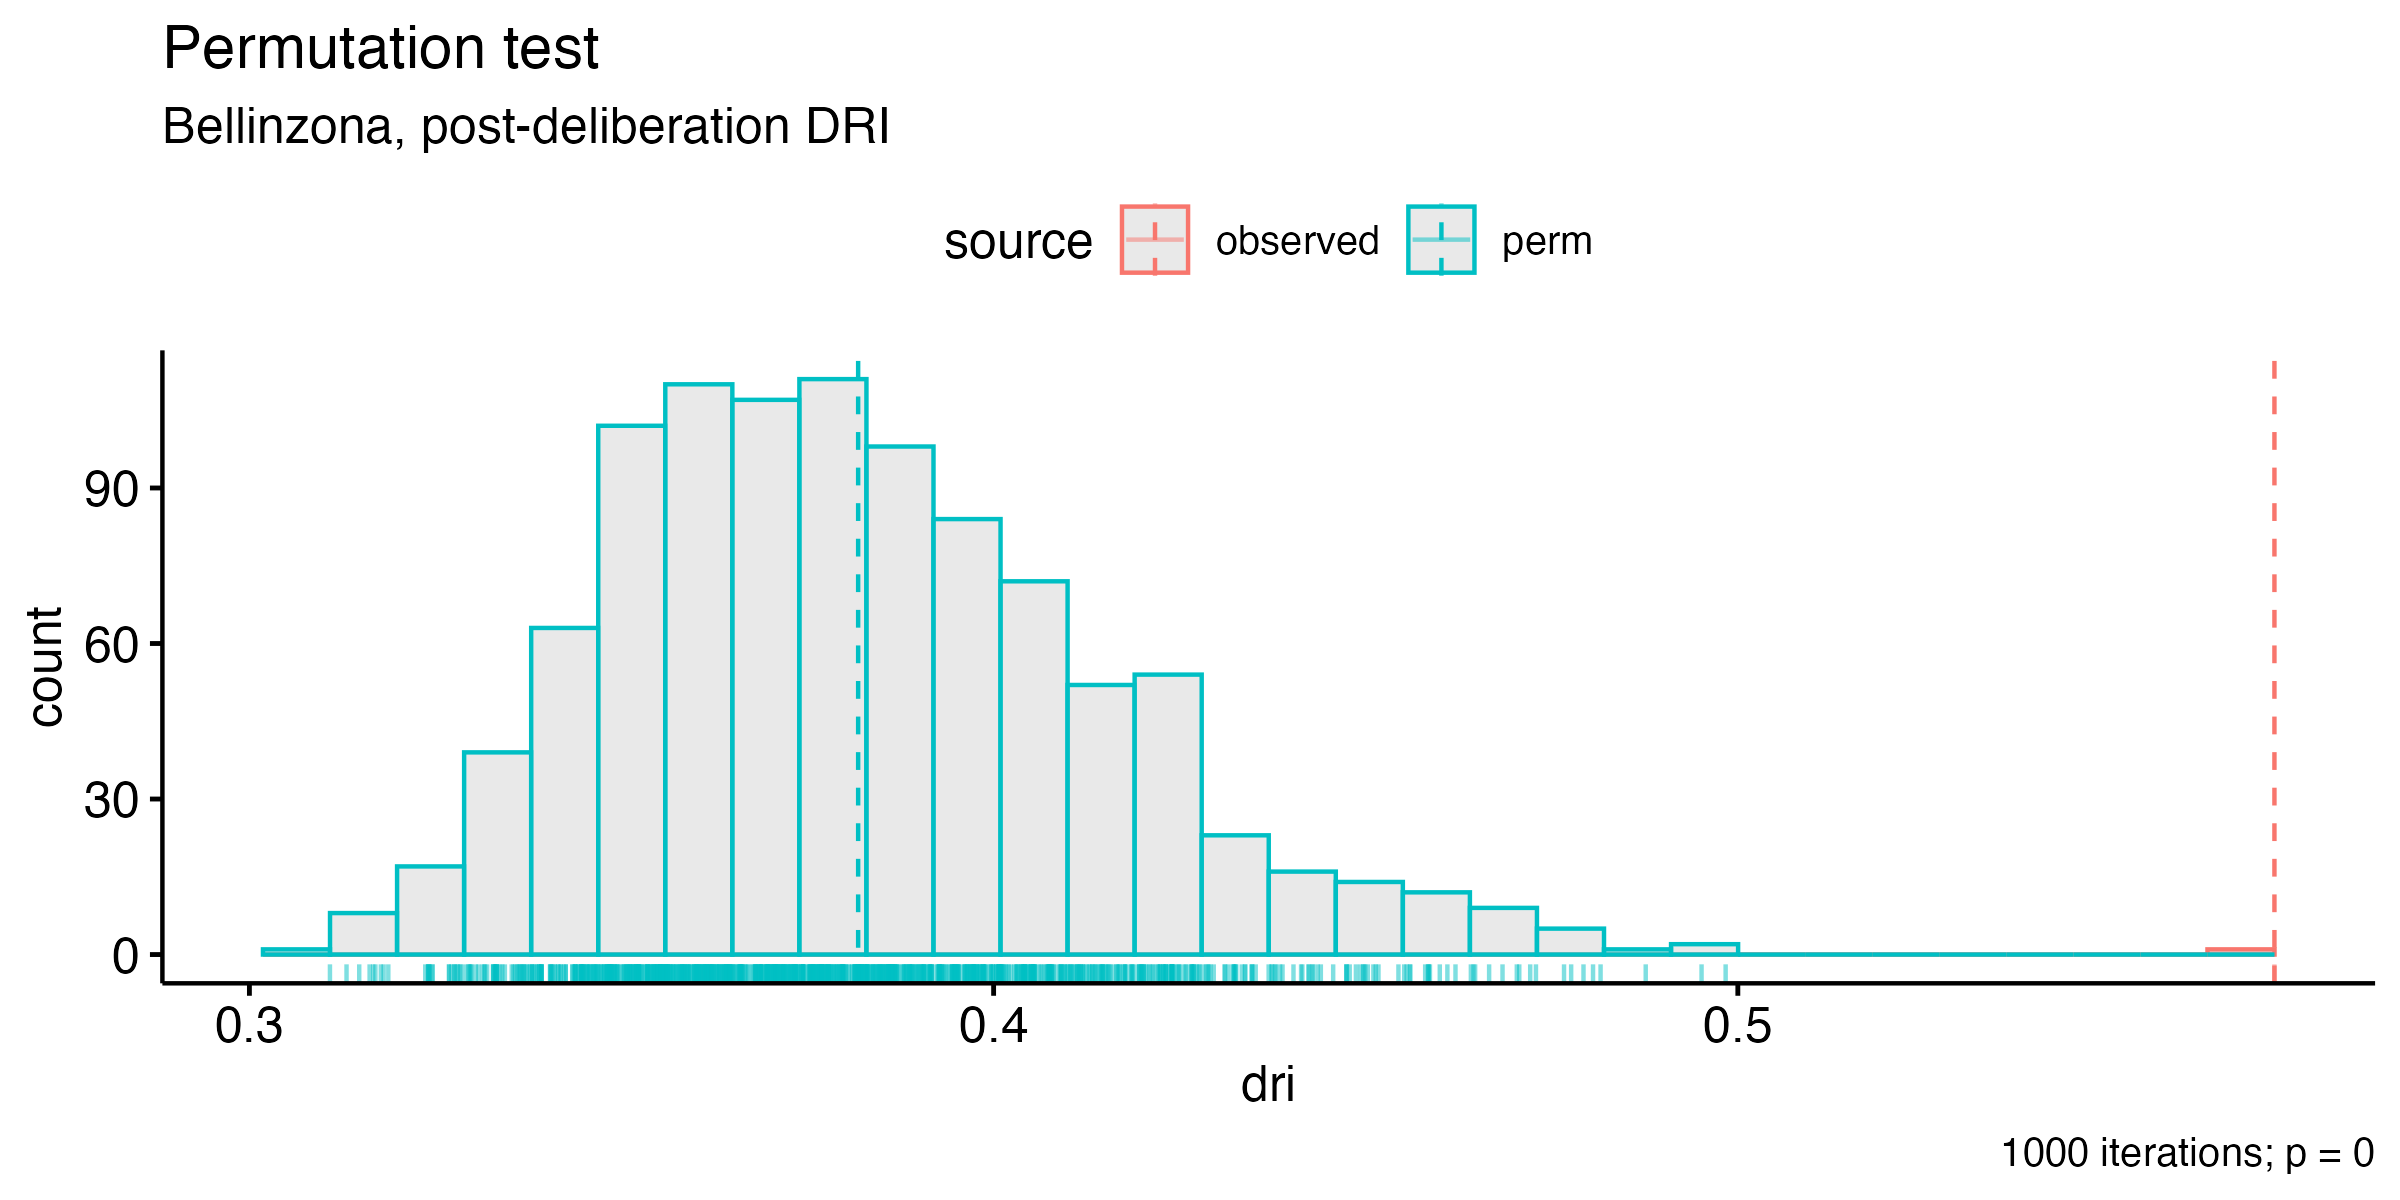 Permutation test
Bellinzona, post-deliberation DRI
source observed perm
count
90
60
30
0
0.3 0.4 0.5
dri
1000 iterations; p = 0